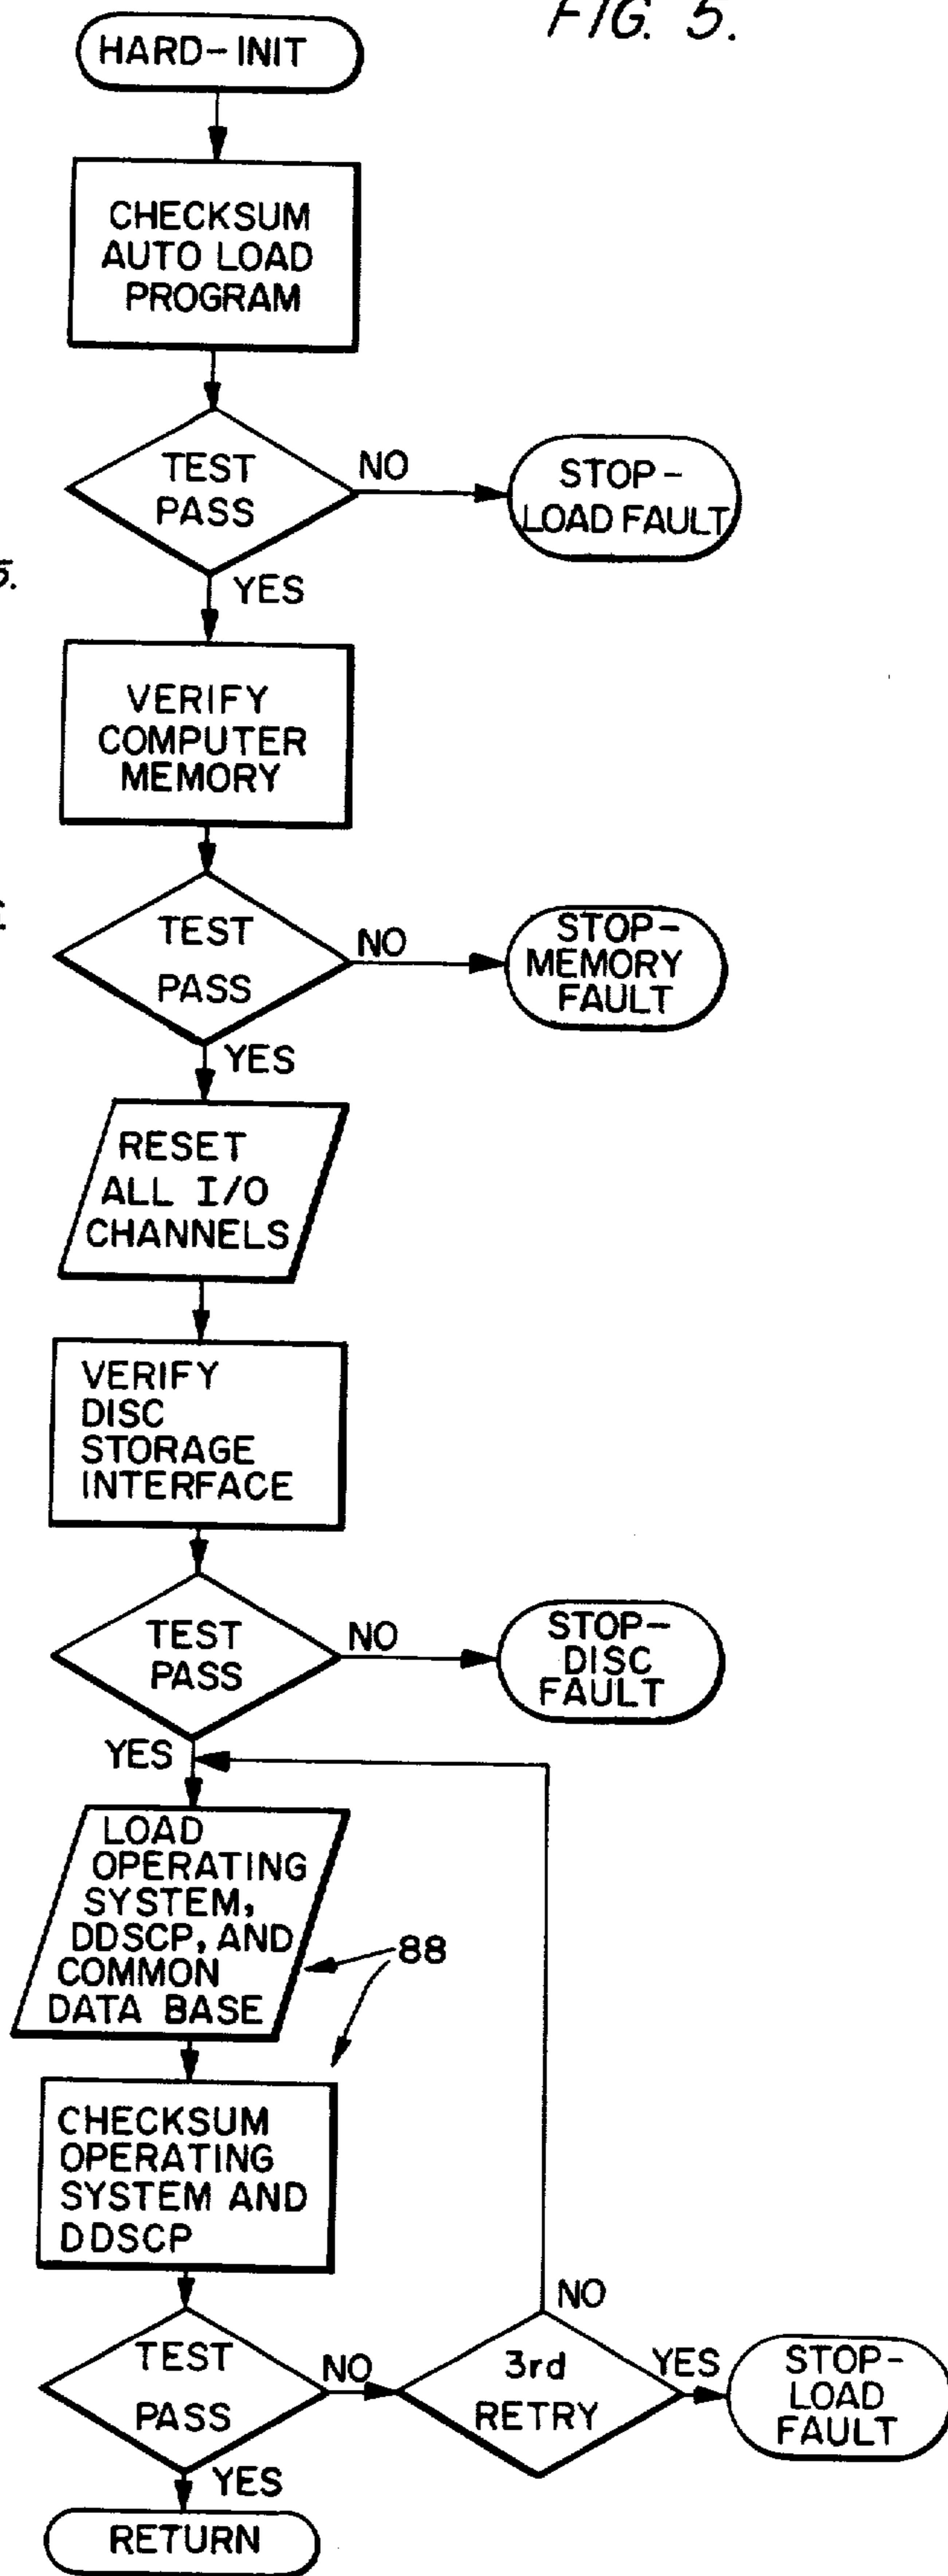 FIG. 5.
HARD-INIT
CHECKSUM
AUTO LOAD
PROGRAM
TEST
PASS
NO
STOP-
LOAD FAULT
YES
5.
VERIFY
COMPUTER
MEMORY
TEST
PASS
NO
STOP-
MEMORY
FAULT
YES
RESET
ALL I/O
CHANNELS
VERIFY
DISC
STORAGE
INTERFACE
TEST
PASS
NO
STOP-
DISC
FAULT
YES
LOAD
OPERATING
SYSTEM,
DDSCP, AND
COMMON
DATA BASE
88
CHECKSUM
OPERATING
SYSTEM AND
DDSCP
TEST
PASS
NO
3rd
RETRY
NO
YES
STOP-
LOAD
FAULT
YES
RETURN